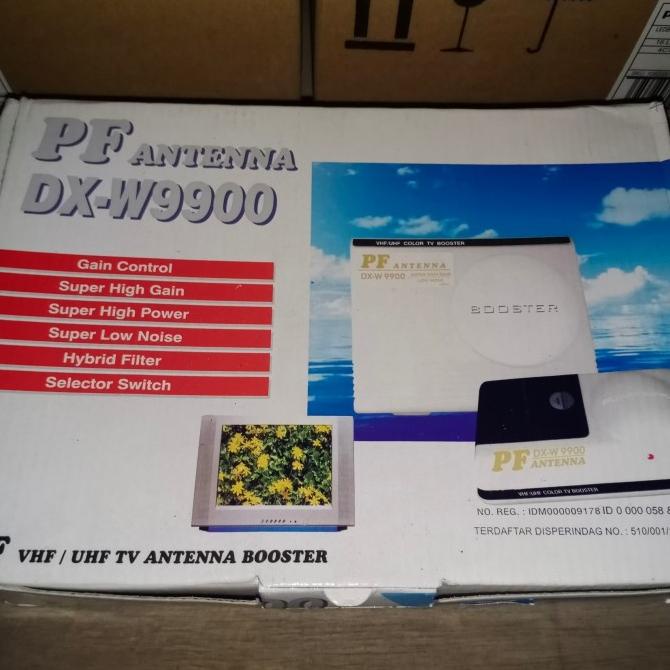 PF ANTENNA
DX-W9900
Gain Control
Super High Gain
Super High Power
Super Low Noise
Hybrid Filter
Selector Switch
VHF/UHF COLOR TV BOOSTER
PF ANTENNA
DX-W 9900
LOW NOISE
BOOSTER
PF DX-W 9900
ANTENNA
VHF/UHF COLOR TV BOOSTER
NO. REG. : IDM000009178 ID 0 000 058
TERDAFTAR DISPERINDAG NO. : 510/001/
VHF / UHF TV ANTENNA BOOSTER